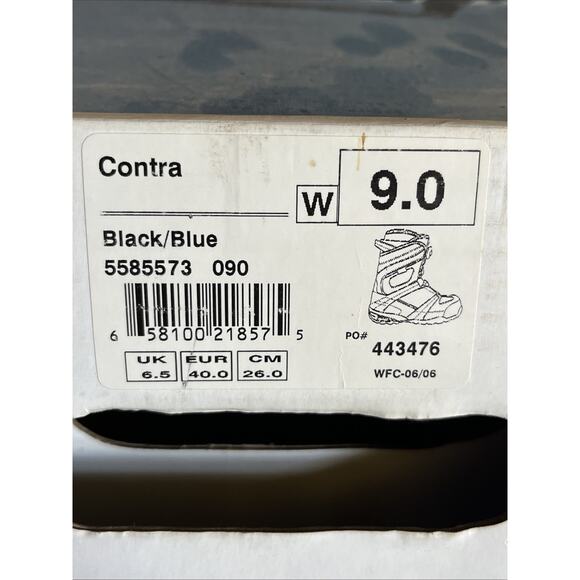 Contra
W 9.0
Black/Blue
5585573 090
6 58100 21857 5
PO# 443476
UK EUR CM
6.5 40.0 26.0
WFC-06/06